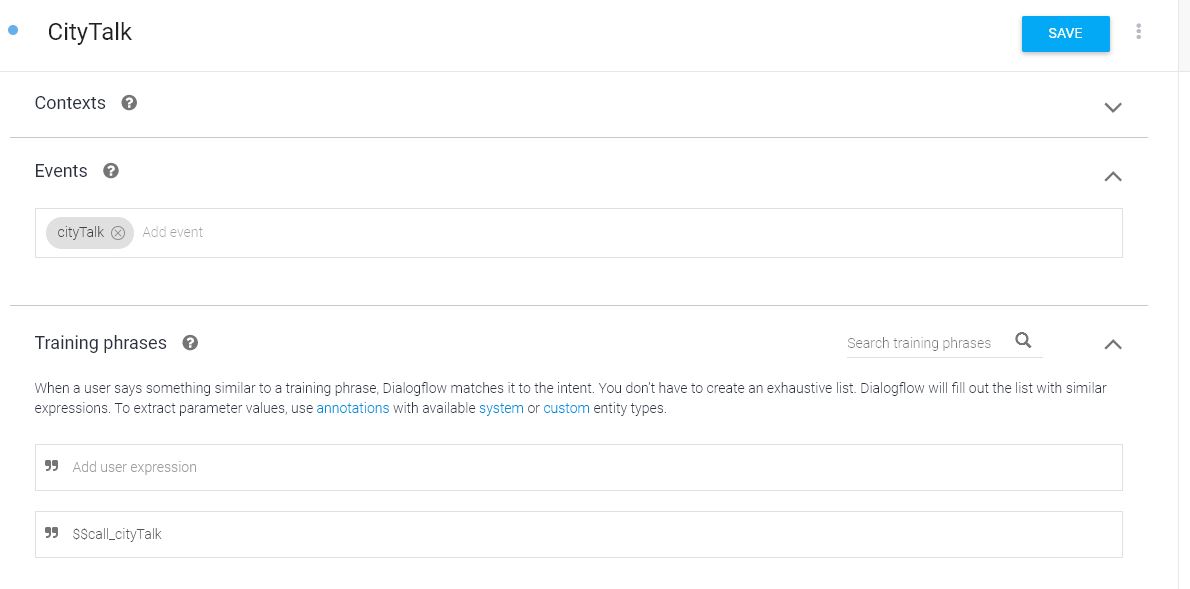 CityTalk
SAVE
Contexts
Events
cityTalk Add event
Training phrases
Search training phrases
When a user says something similar to a training phrase, Dialogflow matches it to the intent. You don't have to create an exhaustive list. Dialogflow will fill out the list with similar
expressions. To extract parameter values, use annotations with available system or custom entity types.
Add user expression
$$call_cityTalk